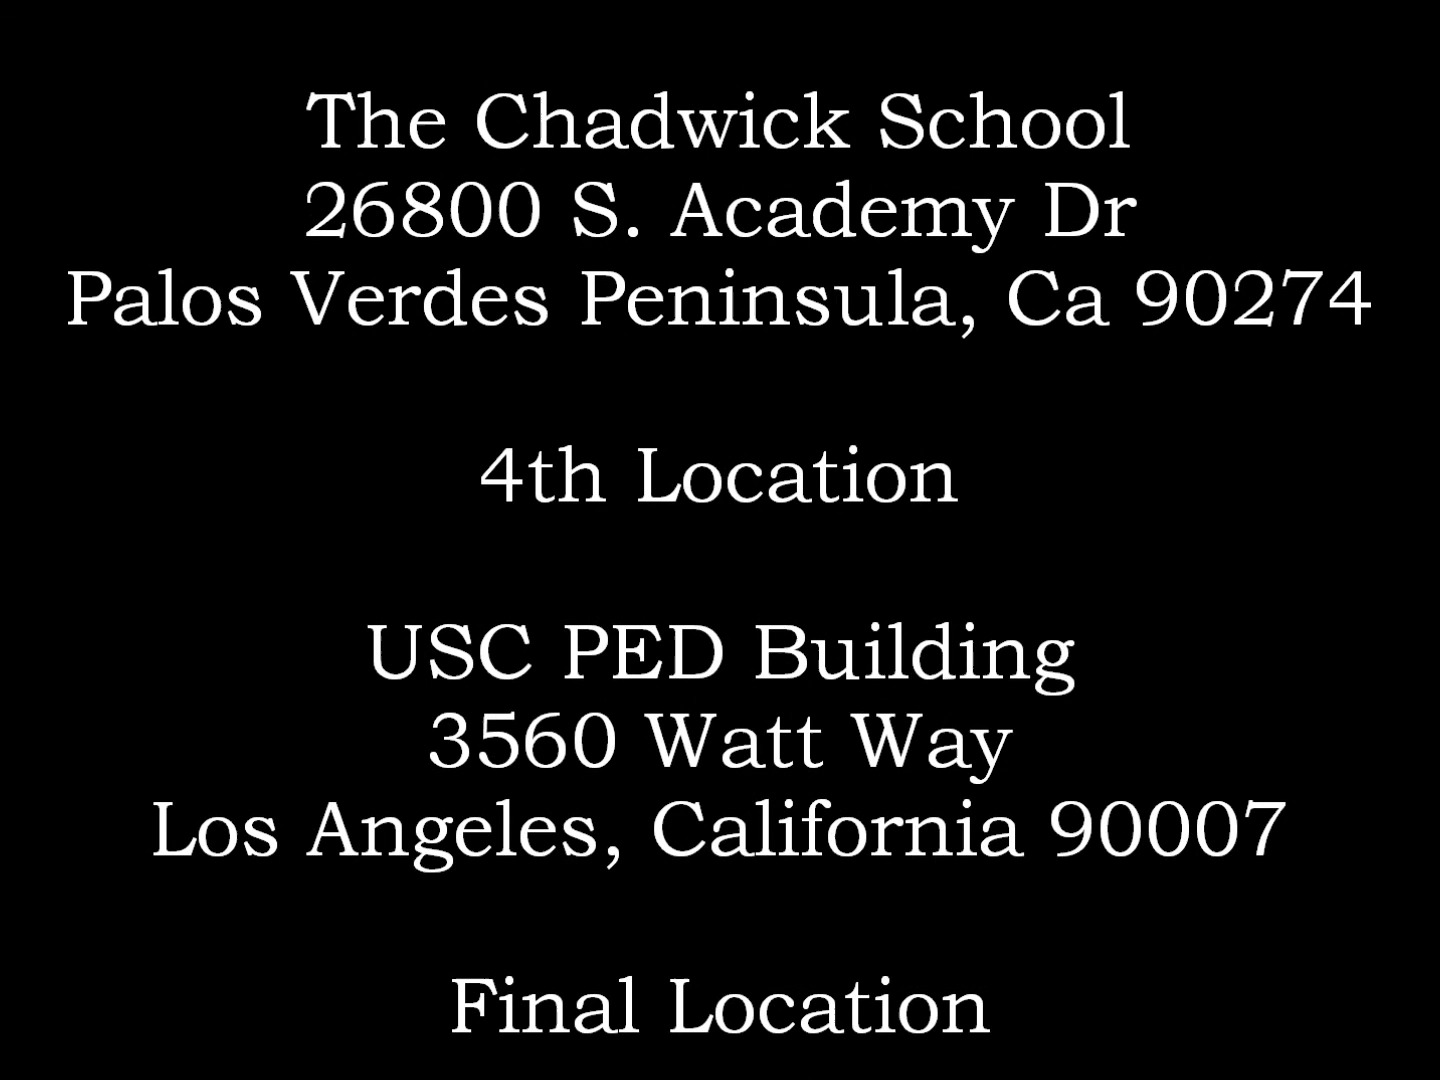 The Chadwick School
26800 S. Academy Dr
Palos Verdes Peninsula, Ca 90274
4th Location
USC PED Building
3560 Watt Way
Los Angeles, California 90007
Final Location